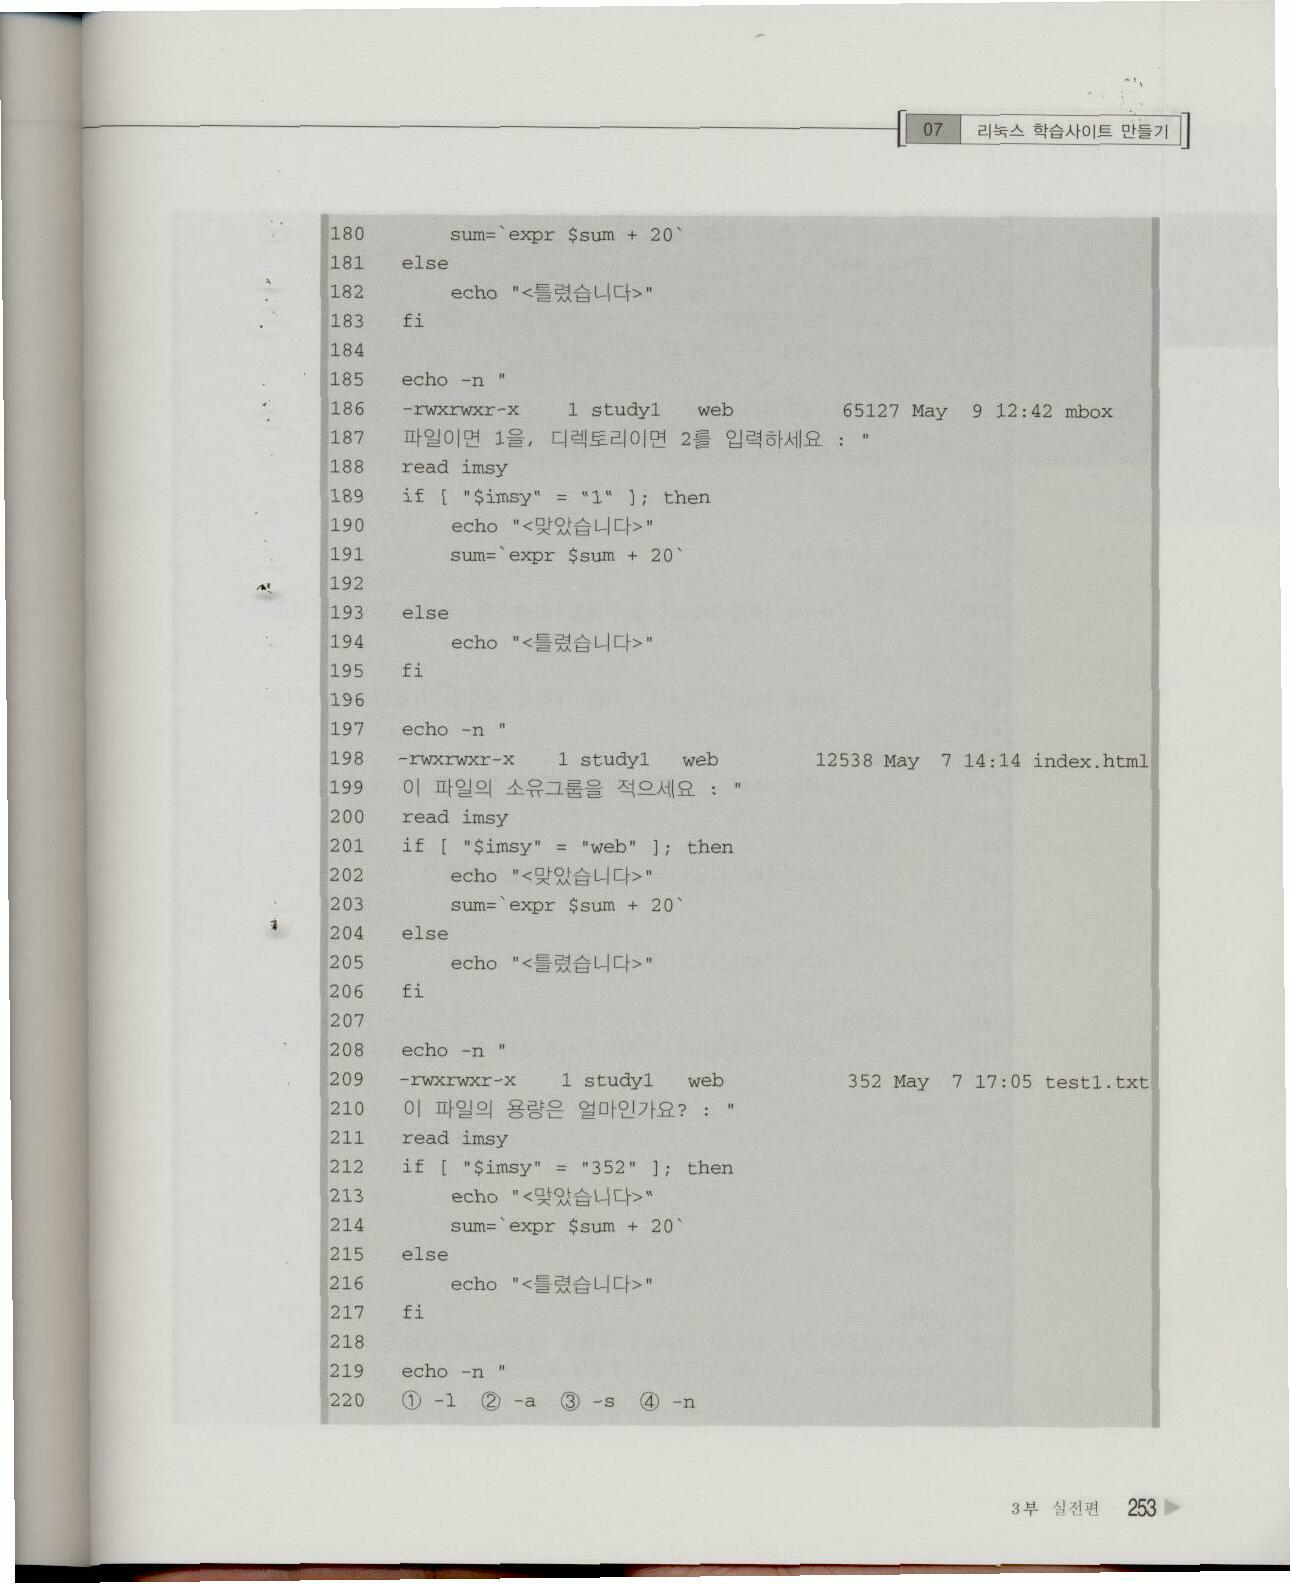 07 리눅스 학습사이트 만들기
180 sum=`expr $sum + 20`
181 else
182 echo "<틀렸습니다>"
183 fi
184
185 echo -n "
186 -rwxrwxr-x 1 study1 web 65127 May 9 12:42 mbox
187 파일이면 1을, 디렉토리이면 2를 입력하세요 : "
188 read imsy
189 if [ "$imsy" = "1" ]; then
190 echo "<맞았습니다>"
191 sum=`expr $sum + 20`
192
193 else
194 echo "<틀렸습니다>"
195 fi
196
197 echo -n "
198 -rwxrwxr-x 1 study1 web 12538 May 7 14:14 index.html
199 이 파일의 소유그룹을 적으세요 : "
200 read imsy
201 if [ "$imsy" = "web" ]; then
202 echo "<맞았습니다>"
203 sum=`expr $sum + 20`
204 else
205 echo "<틀렸습니다>"
206 fi
207
208 echo -n "
209 -rwxrwxr-x 1 study1 web 352 May 7 17:05 test1.txt
210 이 파일의 용량은 얼마인가요? : "
211 read imsy
212 if [ "$imsy" = "352" ]; then
213 echo "<맞았습니다>"
214 sum=`expr $sum + 20`
215 else
216 echo "<틀렸습니다>"
217 fi
218
219 echo -n "
220 ① -l ② -a ③ -s ④ -n
3부 실전편 253